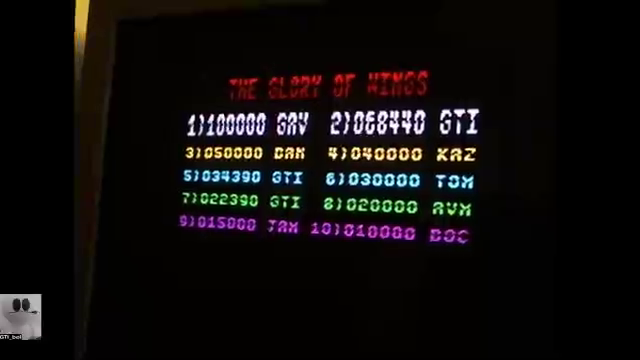 THE GLORY OF WINGS
1)100000 GRV 2)068440 GTI
3)050000 DAN 4)040000 KAZ
5)034390 GTI 6)030000 TOM
7)022390 GTI 8)020000 RVM
9)015000 JAM 10)010000 DOC